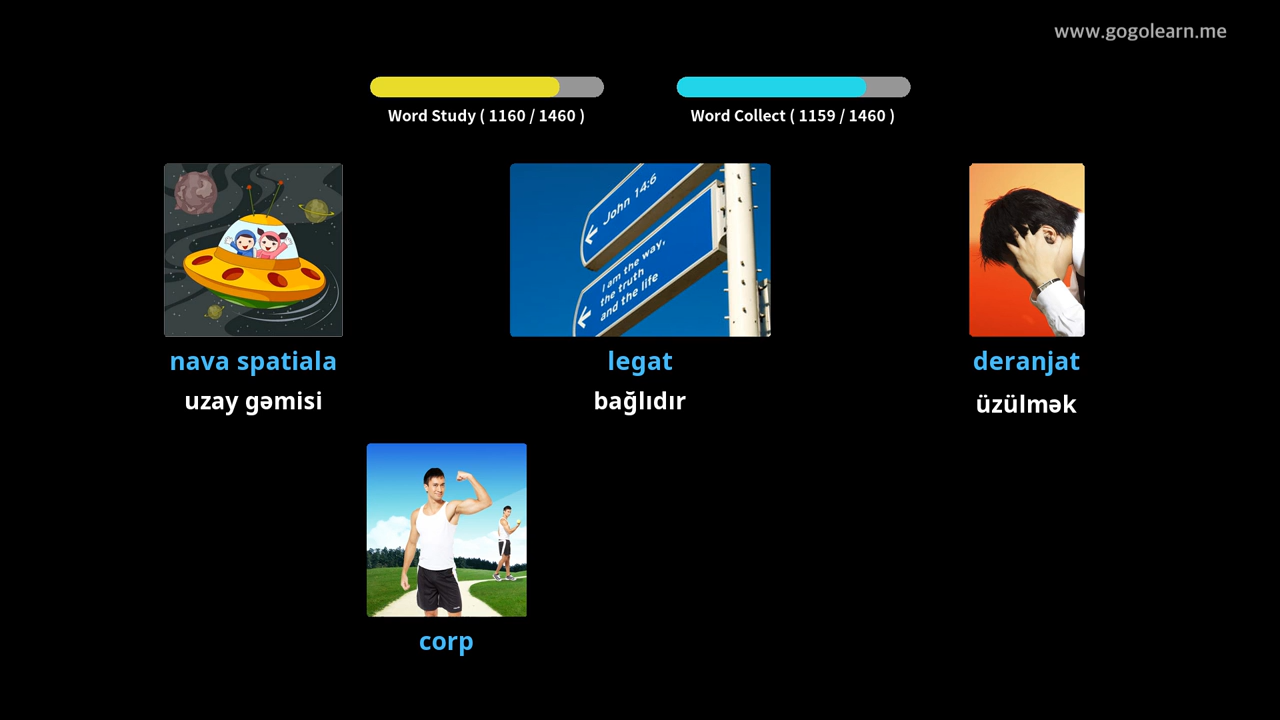 www.gogolearn.me
Word Study ( 1160 / 1460 )
Word Collect ( 1159 / 1460 )
John 14:6
I am the way,
the truth
and the life
nava spatiala
legat
deranjat
uzay gəmisi
bağlıdır
üzülmək
corp